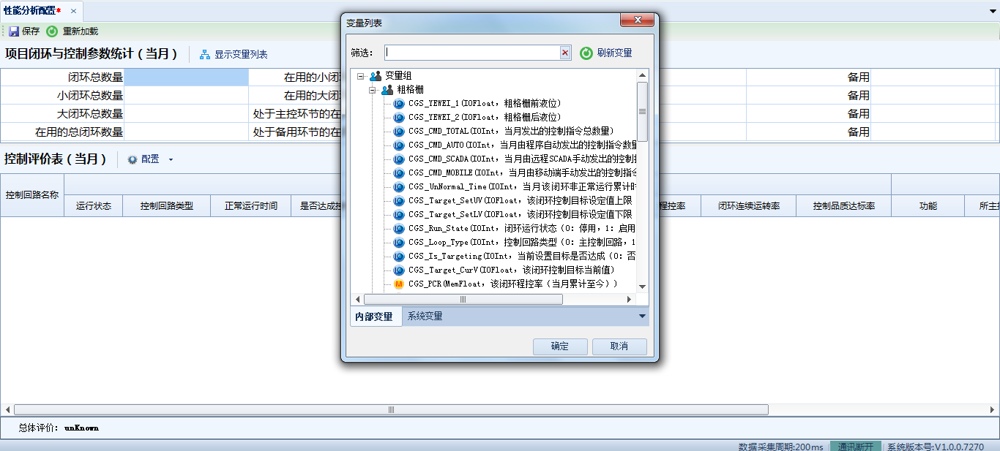 性能分析配置*
保存 重新加载
项目闭环与控制参数统计（当月） 显示变量列表
闭环总数量 在用的小闭 备用
小闭环总数量 在用的大闭 备用
大闭环总数量 处于主控环节的在 备用
在用的总闭环数量 处于备用环节的在 备用
控制评价表（当月） 配置
控制回路名称
运行状态 控制回路类型 正常运行时间 是否达成控 程控率 闭环连续运转率 控制品质达标率 功能 所主控
变量列表
筛选： 刷新变量
变量组
粗格栅
CGS_YEWEI_1(IOFloat，粗格栅前液位)
CGS_YEWEI_2(IOFloat，粗格栅后液位)
CGS_CMD_TOTAL(IOInt，当月发出的控制指令总数量)
CGS_CMD_AUTO(IOInt，当月由程序自动发出的控制指令数量
CGS_CMD_SCADA(IOInt，当月由远程SCADA手动发出的控制指
CGS_CMD_MOBILE(IOInt，当月由移动端手动发出的控制指令
CGS_UnNormal_Time(IOInt，当月该闭环非正常运行累计时
CGS_Target_SetUV(IOFloat，该闭环控制目标设定值上限
CGS_Target_SetLV(IOFloat，该闭环控制目标设定值下限
CGS_Run_State(IOInt，闭环运行状态（0：停用，1：启用
CGS_Loop_Type(IOInt，控制回路类型（0：主控制回路，1
CGS_Is_Targeting(IOInt，当前设置目标是否达成（0：否
CGS_Target_CurV(IOFloat，该闭环控制目标当前值)
CGS_PCR(MemFloat，该闭环程控率（当月累计至今）)
内部变量 系统变量
确定 取消
总体评价： unKnown
数据采集周期:200ms 通讯断开 系统版本号:V1.0.0.7270